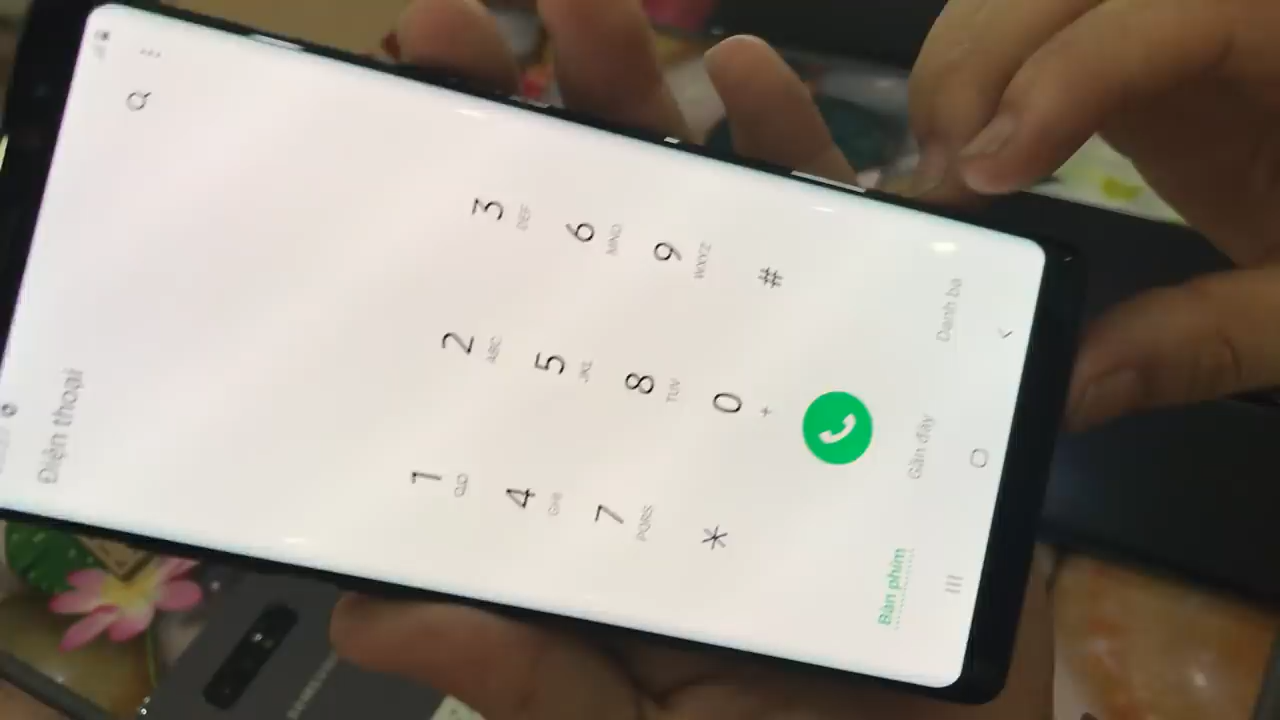 Điện thoại
1 2 ABC 3 DEF
4 GHI 5 JKL 6 MNO
7 PQRS 8 TUV 9 WXYZ
* 0 + #
Bàn phím Gần đây Danh bạ
SAMSUNG